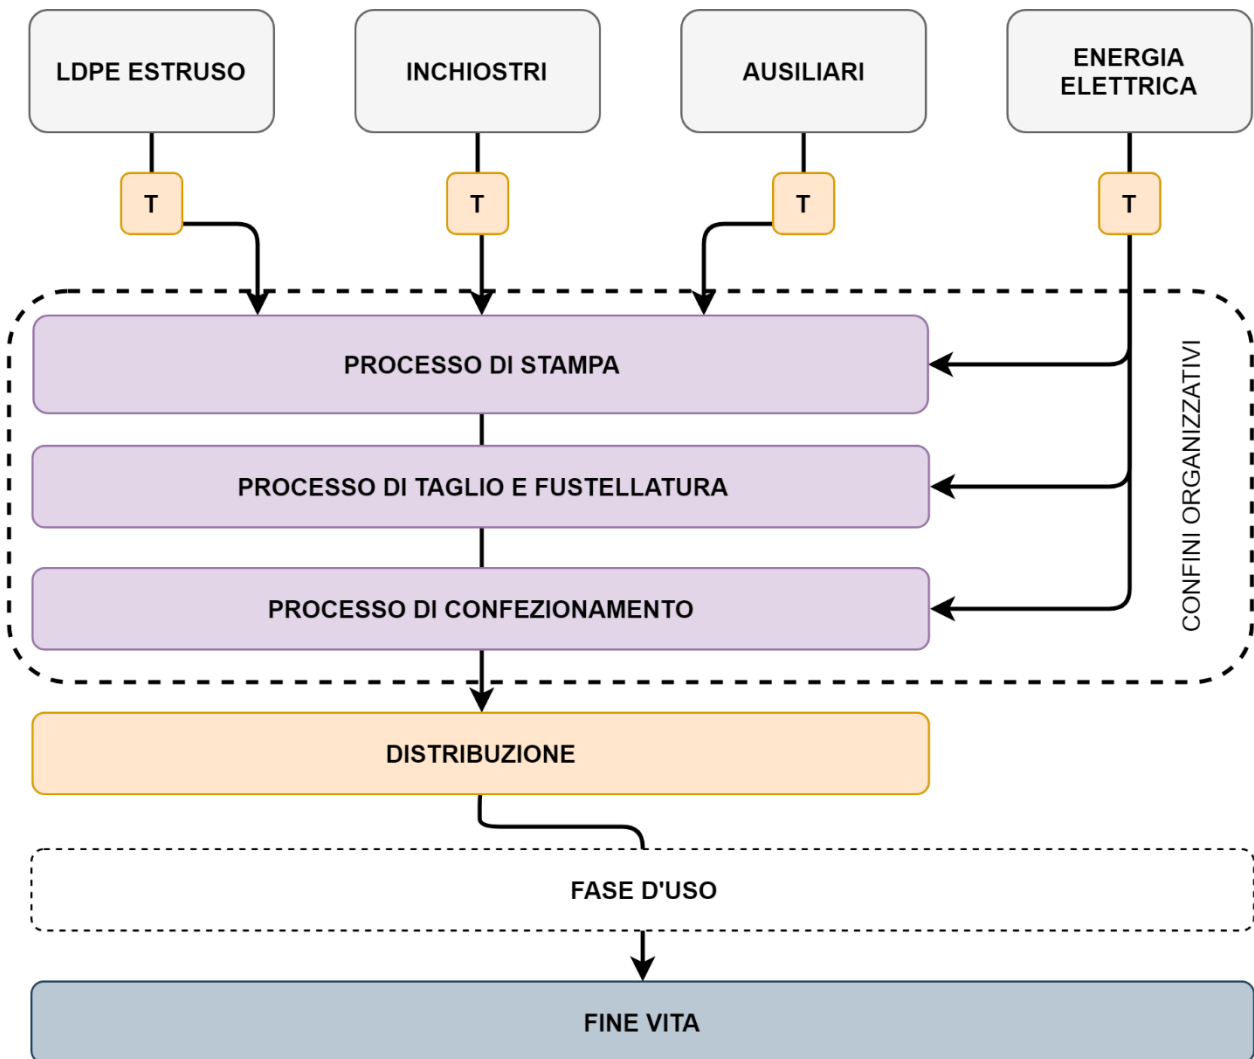 LDPE ESTRUSO
INCHIOSTRI
AUSILIARI
ENERGIA
ELETTRICA
T
T
T
T
PROCESSO DI STAMPA
PROCESSO DI TAGLIO E FUSTELLATURA
PROCESSO DI CONFEZIONAMENTO
CONFINI ORGANIZZATIVI
DISTRIBUZIONE
FASE D'USO
FINE VITA